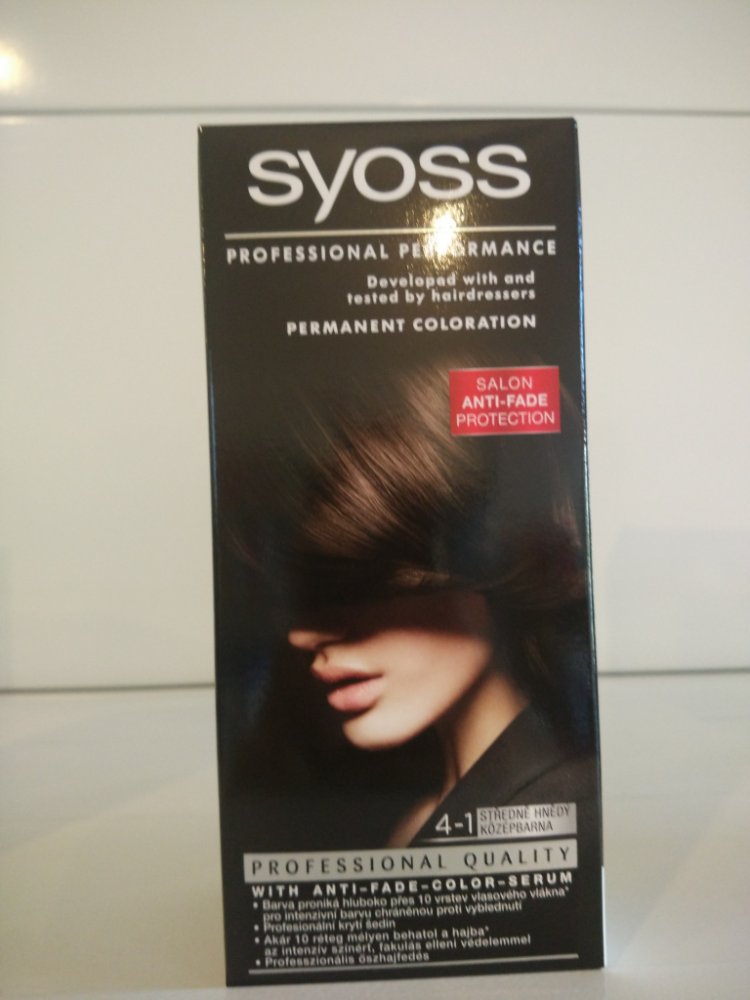 syoss
PROFESSIONAL PERFORMANCE
Developed with and
tested by hairdressers
PERMANENT COLORATION
SALON
ANTI-FADE
PROTECTION
4-1 STŘEDNĚ HNĚDÝ
KÖZÉPBARNA
PROFESSIONAL QUALITY
WITH ANTI-FADE-COLOR-SERUM
• Barva proniká hluboko přes 10 vrstev vlasového vlákna*
pro intenzivní barvu chráněnou proti vyblednutí
• Profesionální krytí šedin
• Akár 10 réteg mélyen behatol a hajba*
az intenzív színért, fakulás elleni védelemmel
• Professzionális őszhajfedés